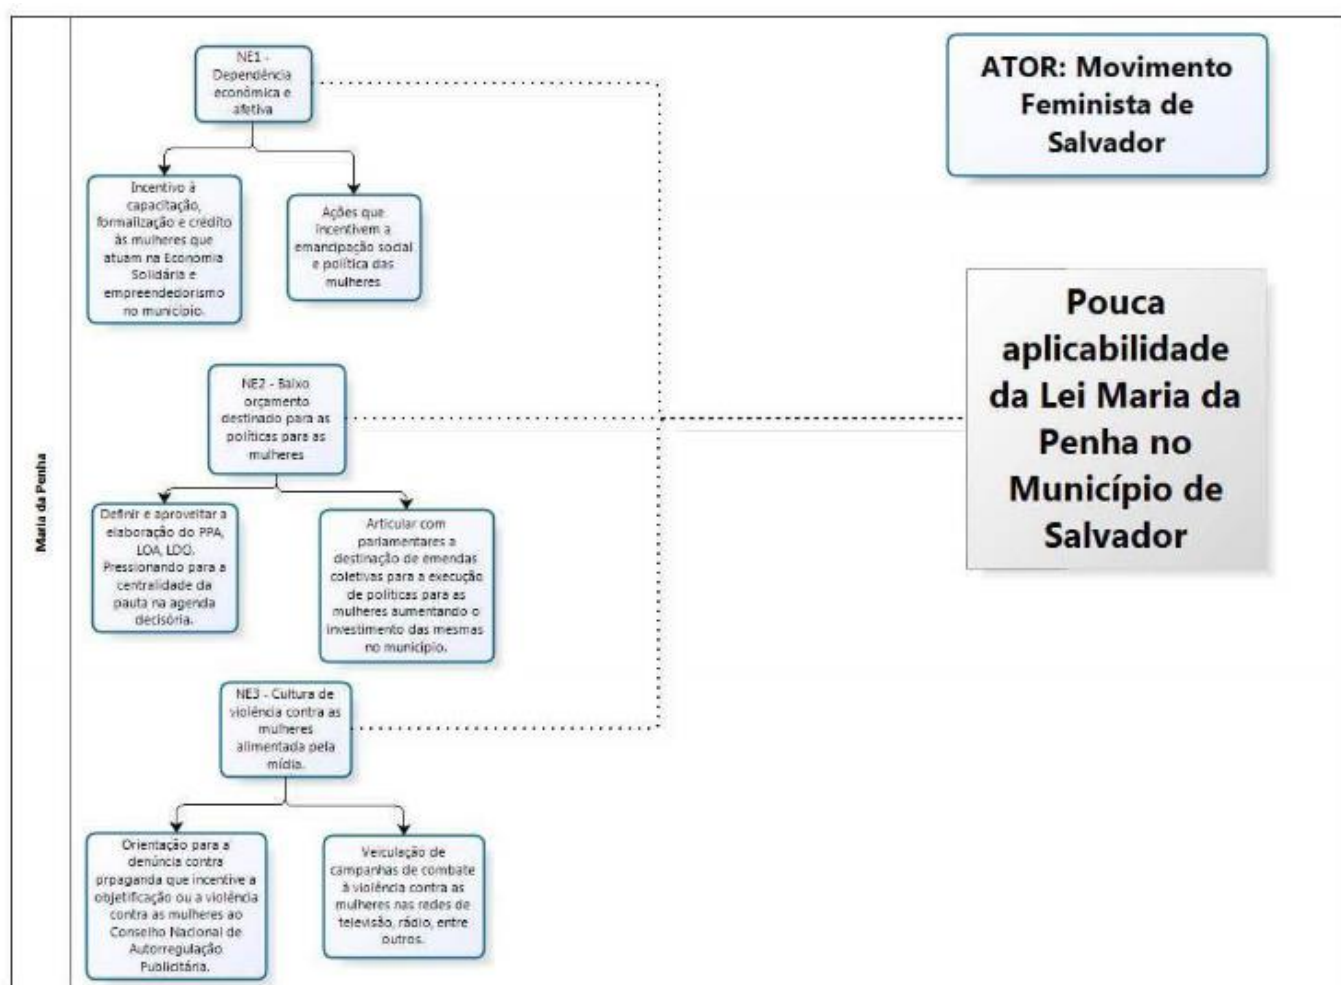 Maria da Penha
NE1 -
Dependência
econômica e
afetiva
Incentivo à
capacitação,
formalização e crédito
às mulheres que
atuam na Economia
Solidária e
empreendedorismo
no município.
Ações que
incentivem a
emancipação social
e política das
mulheres
NE2 - Baixo
orçamento
destinado para as
políticas para as
mulheres
Definir e aproveitar a
elaboração do PPA,
LOA, LDO.
Pressionando para a
centralidade da
pauta na agenda
decisória.
Articular com
parlamentares a
destinação de emendas
coletivas para a execução
de políticas para as
mulheres aumentando o
investimento das mesmas
no município.
NE3 - Cultura de
violência contra as
mulheres
alimentada pela
mídia.
Orientação para a
denúncia contra
prpaganda que incentive a
objetificação ou a violência
contra as mulheres ao
Conselho Nacional de
Autorregulação
Publicitária.
Veiculação de
campanhas de combate
à violência contra as
mulheres nas redes de
televisão, rádio, entre
outros.
ATOR: Movimento
Feminista de
Salvador
Pouca
aplicabilidade
da Lei Maria da
Penha no
Município de
Salvador